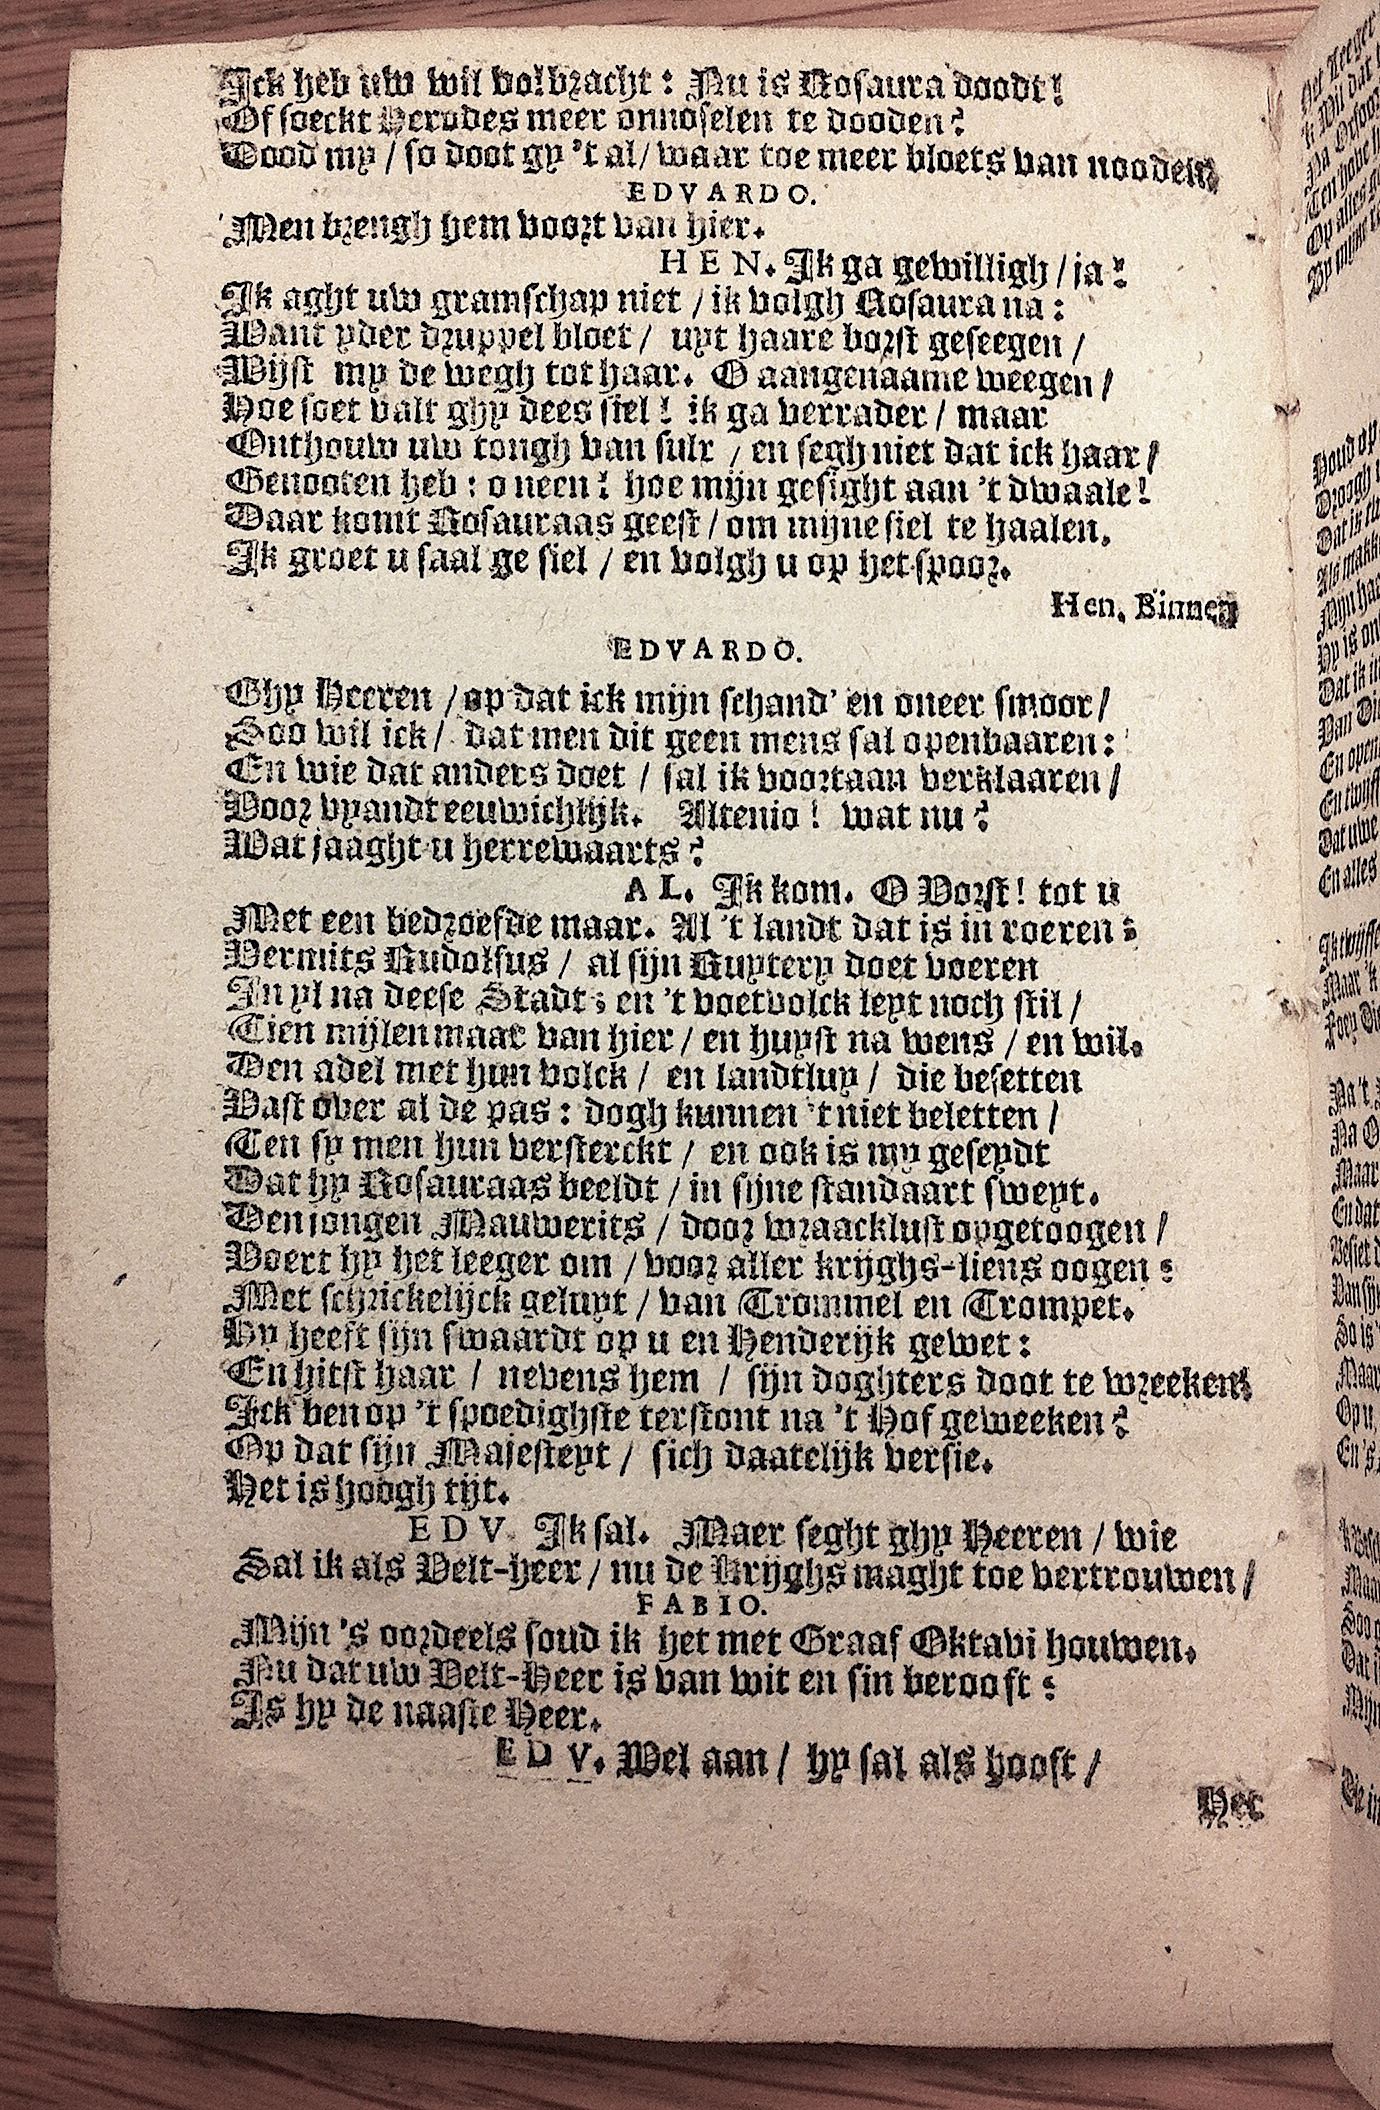 Ick heb uw wil volbracht: Nu is Rosaura doodt!
Of soeckt Herodes meer onnoselen te dooden?
Dood my / so doot gy 't al / waar toe meer bloets van nooden?
EDVARDO.
Men brengh hem voort van hier.
HEN. Ik ga gewilligh / ja!
Ik aght uw gramschap niet / ik volgh Rosaura na:
Want yder druppel bloet / uyt haare borst geseegen /
Wijst my de wegh tot haar. O aangenaame weegen /
Hoe soet valt ghy dees siel! ik ga verrader / maar
Onthouw uw tongh van sulx / en segh niet dat ick haar /
Genooten heb: o neen! hoe mijn gesight aan 't dwaale!
Daar komt Rosauraas geest / om mijne siel te haalen.
Ik groet u saal ge siel / en volgh u op het spoor.
Hen. Binnen
EDVARDO.
Ghy Heeren / op dat ick mijn schand' en oneer smoor /
Soo wil ick / dat men dit geen mens sal openbaaren:
En wie dat anders doet / sal ik voortaan verklaaren /
Voor vyandt eeuwichlijk. Altenio! wat nu?
Wat jaaght u herrewaarts?
AL. Ik kom. O Vorst! tot u
Met een bedroefde maar. Al 't landt dat is in roeren:
Vermits Rudolfus / al sijn Ruytery doet voeren
In yl na deese Stadt; en 't voetvolck leyt noch stil /
Tien mijlen maar van hier / en huyst na wens / en wil.
Den adel met hun volck / en landtluy / die besetten
Vast over al de pas: dogh kunnen 't niet beletten /
Ten sy men hun versterckt / en ook is my geseydt
Dat hy Rosauraas beeldt / in sijne standaart sweyt.
Den jongen Mauwerits / door wraacklust opgetoogen /
Voert hy het leeger om / voor aller krijghs-liens oogen:
Met schrickelijck geluyt / van Trommel en Trompet.
Hy heeft sijn swaardt op u en Henderijk gewet:
En hitst haar / nevens hem / sijn doghters doot te wreeken!
Ick ben op 't spoedighste terstont na 't Hof geweeken?
Op dat sijn Majesteyt / sich daatelijk versie.
Het is hoogh tijt.
EDV. Ik sal. Maer seght ghy Heeren / wie
Sal ik als Velt-heer / nu de Krijghs maght toe vertrouwen /
FABIO.
Mijn 's oordeels soud ik het met Graaf Oktavi houwen.
Nu dat uw Velt-Heer is van wit en sin berooft:
Is hy de naaste Heer.
EDV. Wel aan / hy sal als hooft /
Het